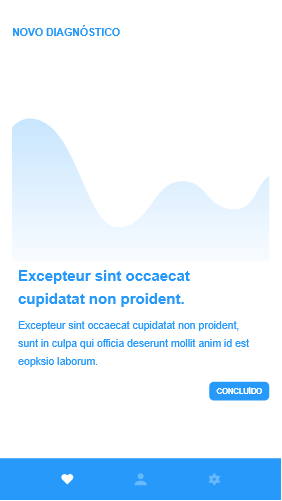 NOVO DIAGNÓSTICO
Excepteur sint occaecat
cupidatat non proident.
Excepteur sint occaecat cupidatat non proident,
sunt in culpa qui officia deserunt mollit anim id est
eopksio laborum.
CONCLUÍDO